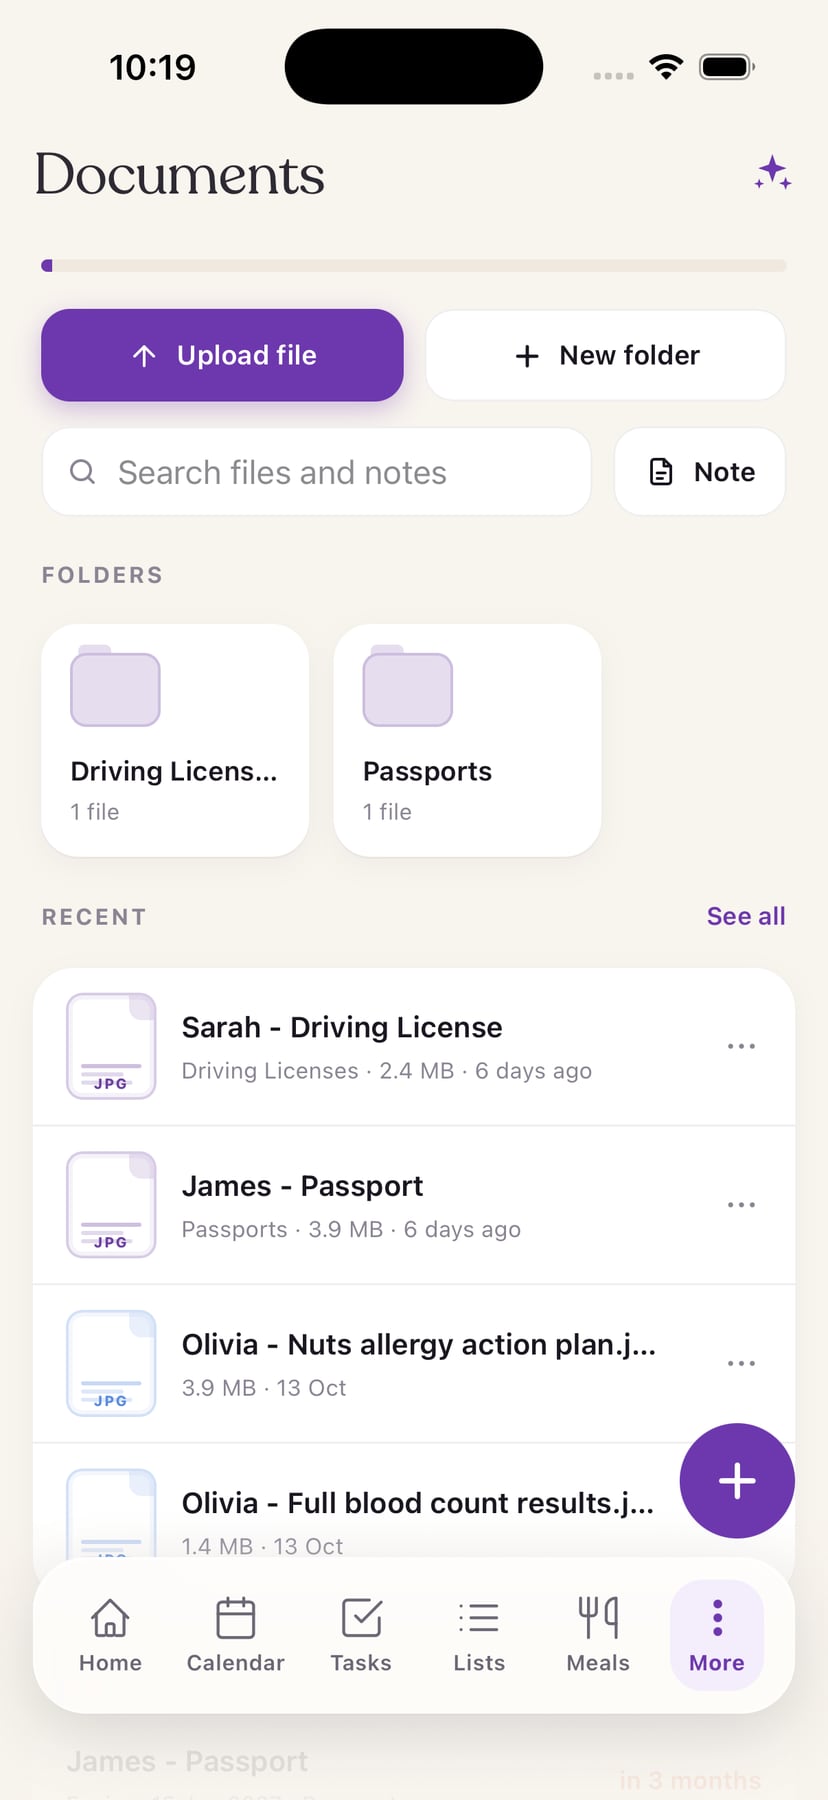 10:19
Documents
Upload file
New folder
Search files and notes
Note
FOLDERS
Driving Licens...
1 file
Passports
1 file
RECENT
See all
JPG
Sarah - Driving License
Driving Licenses · 2.4 MB · 6 days ago
JPG
James - Passport
Passports · 3.9 MB · 6 days ago
JPG
Olivia - Nuts allergy action plan.j...
3.9 MB · 13 Oct
Olivia - Full blood count results.j...
1.4 MB · 13 Oct
Home
Calendar
Tasks
Lists
Meals
More
James - Passport
in 3 months